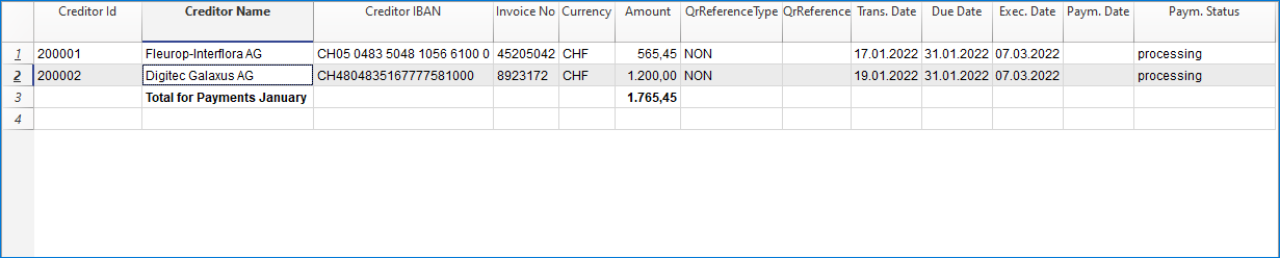 Creditor Id Creditor Name Creditor IBAN Invoice No Currency Amount QrReferenceType QrReference Trans. Date Due Date Exec. Date Paym. Date Paym. Status
1 200001 Fleurop-Interflora AG CH05 0483 5048 1056 6100 0 45205042 CHF 565,45 NON 17.01.2022 31.01.2022 07.03.2022 processing
2 200002 Digitec Galaxus AG CH4804835167777581000 8923172 CHF 1.200,00 NON 19.01.2022 31.01.2022 07.03.2022 processing
3 Total for Payments January 1.765,45
4